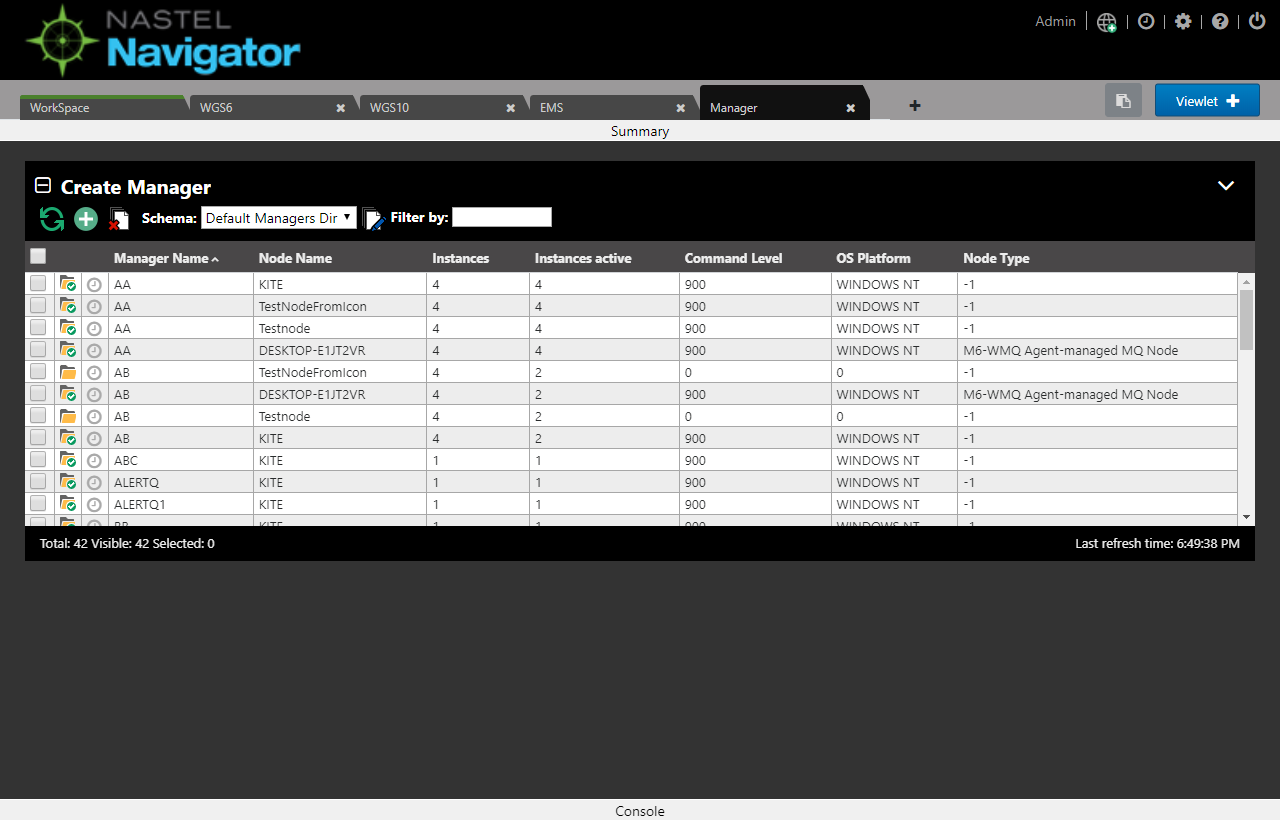 NASTEL
Navigator
Admin
WorkSpace WGS6 WGS10 EMS Manager
Viewlet
Summary
Create Manager
Schema: Default Managers Dir Filter by:
Manager Name Node Name Instances Instances active Command Level OS Platform Node Type
AA KITE 4 4 900 WINDOWS NT -1
AA TestNodeFromIcon 4 4 900 WINDOWS NT -1
AA Testnode 4 4 900 WINDOWS NT -1
AA DESKTOP-E1JT2VR 4 4 900 WINDOWS NT M6-WMQ Agent-managed MQ Node
AB TestNodeFromIcon 4 2 0 0 -1
AB DESKTOP-E1JT2VR 4 2 900 WINDOWS NT M6-WMQ Agent-managed MQ Node
AB Testnode 4 2 0 0 -1
AB KITE 4 2 900 WINDOWS NT -1
ABC KITE 1 1 900 WINDOWS NT -1
ALERTQ KITE 1 1 900 WINDOWS NT -1
ALERTQ1 KITE 1 1 900 WINDOWS NT -1
KITE 1 1 900 WINDOWS NT -1
Total: 42 Visible: 42 Selected: 0
Last refresh time: 6:49:38 PM
Console